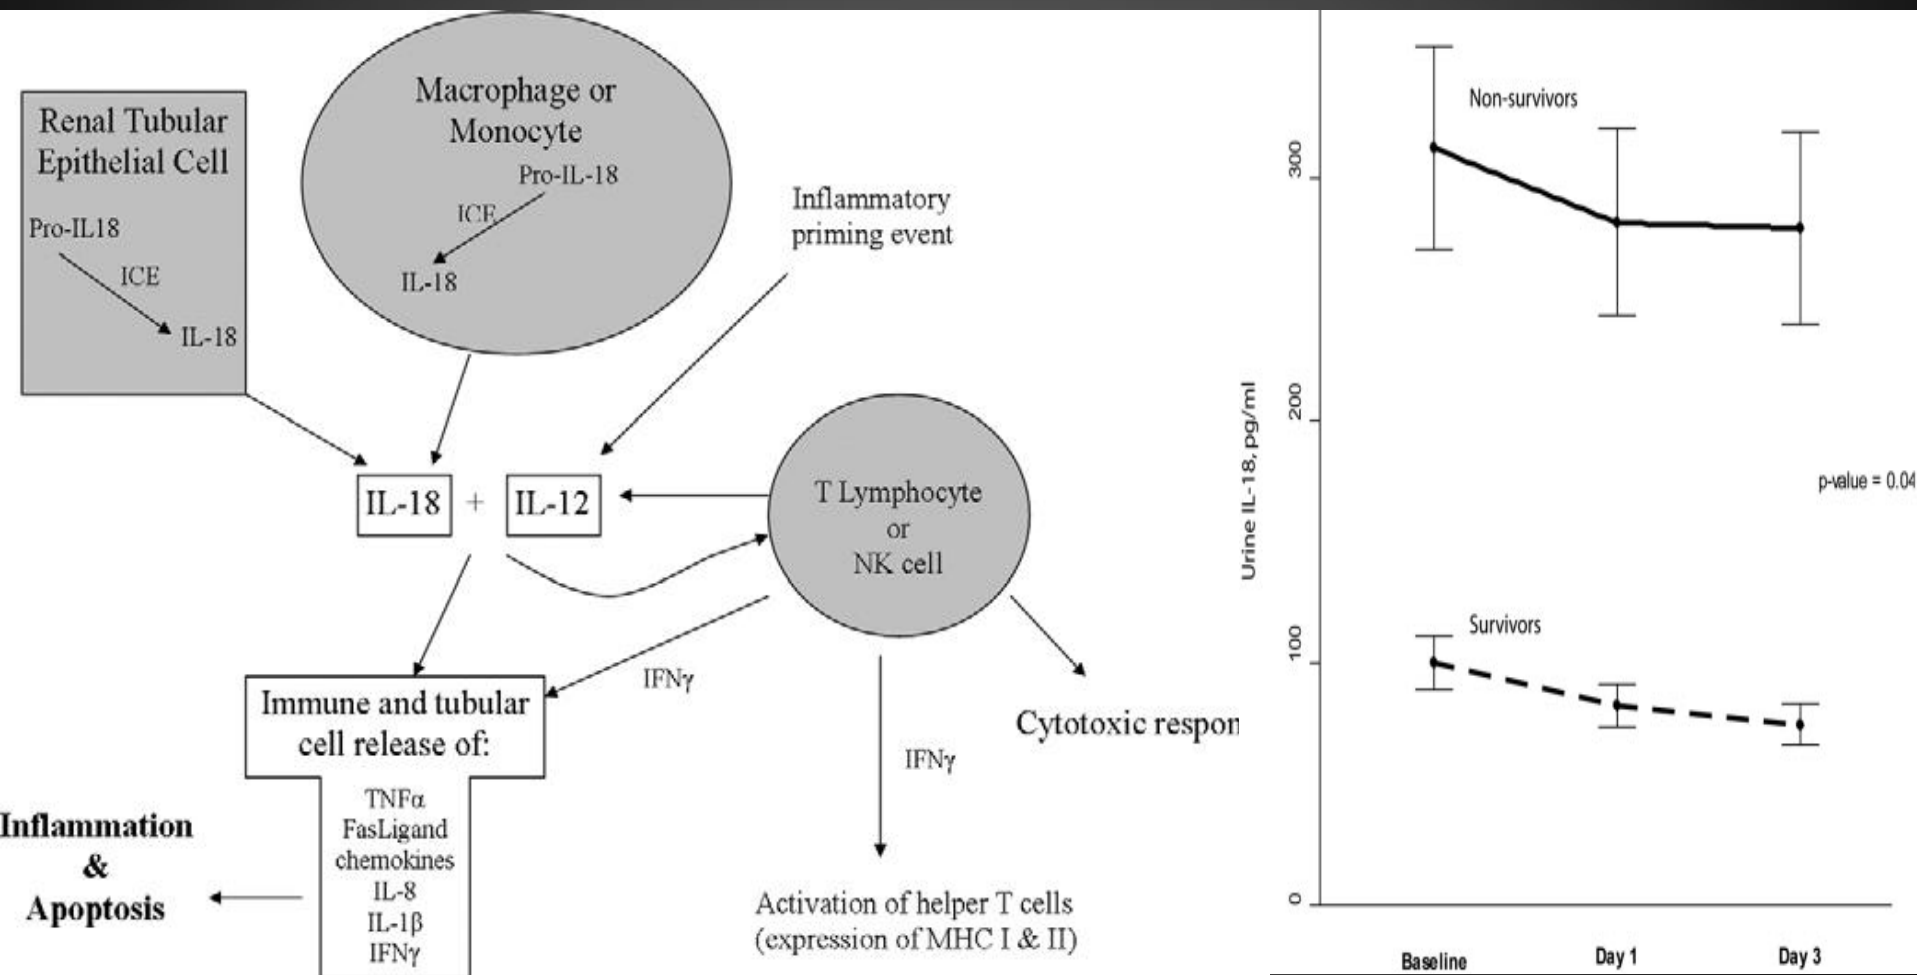 Renal Tubular
Epithelial Cell
Pro-IL18
ICE
IL-18
Macrophage or
Monocyte
Pro-IL-18
ICE
IL-18
Inflammatory
priming event
IL-18 + IL-12
T Lymphocyte
or
NK cell
IFNγ
Cytotoxic respon
IFNγ
Activation of helper T cells
(expression of MHC I & II)
Immune and tubular
cell release of:
TNFα
FasLigand
chemokines
IL-8
IL-1β
IFNγ
Inflammation
&
Apoptosis
Urine IL-18, pg/ml
300
200
100
0
Non-survivors
p-value = 0.04
Survivors
Baseline Day 1 Day 3